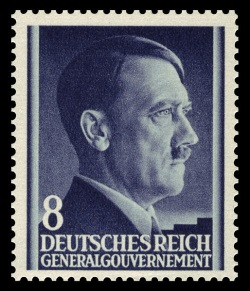 8
DEUTSCHES REICH
GENERALGOUVERNEMENT